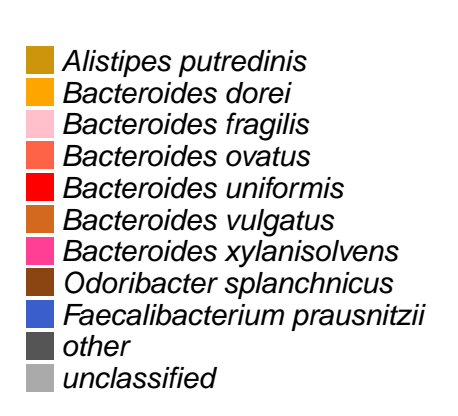 Alistipes putredinis
Bacteroides dorei
Bacteroides fragilis
Bacteroides ovatus
Bacteroides uniformis
Bacteroides vulgatus
Bacteroides xylanisolvens
Odoribacter splanchnicus
Faecalibacterium prausnitzii
other
unclassified